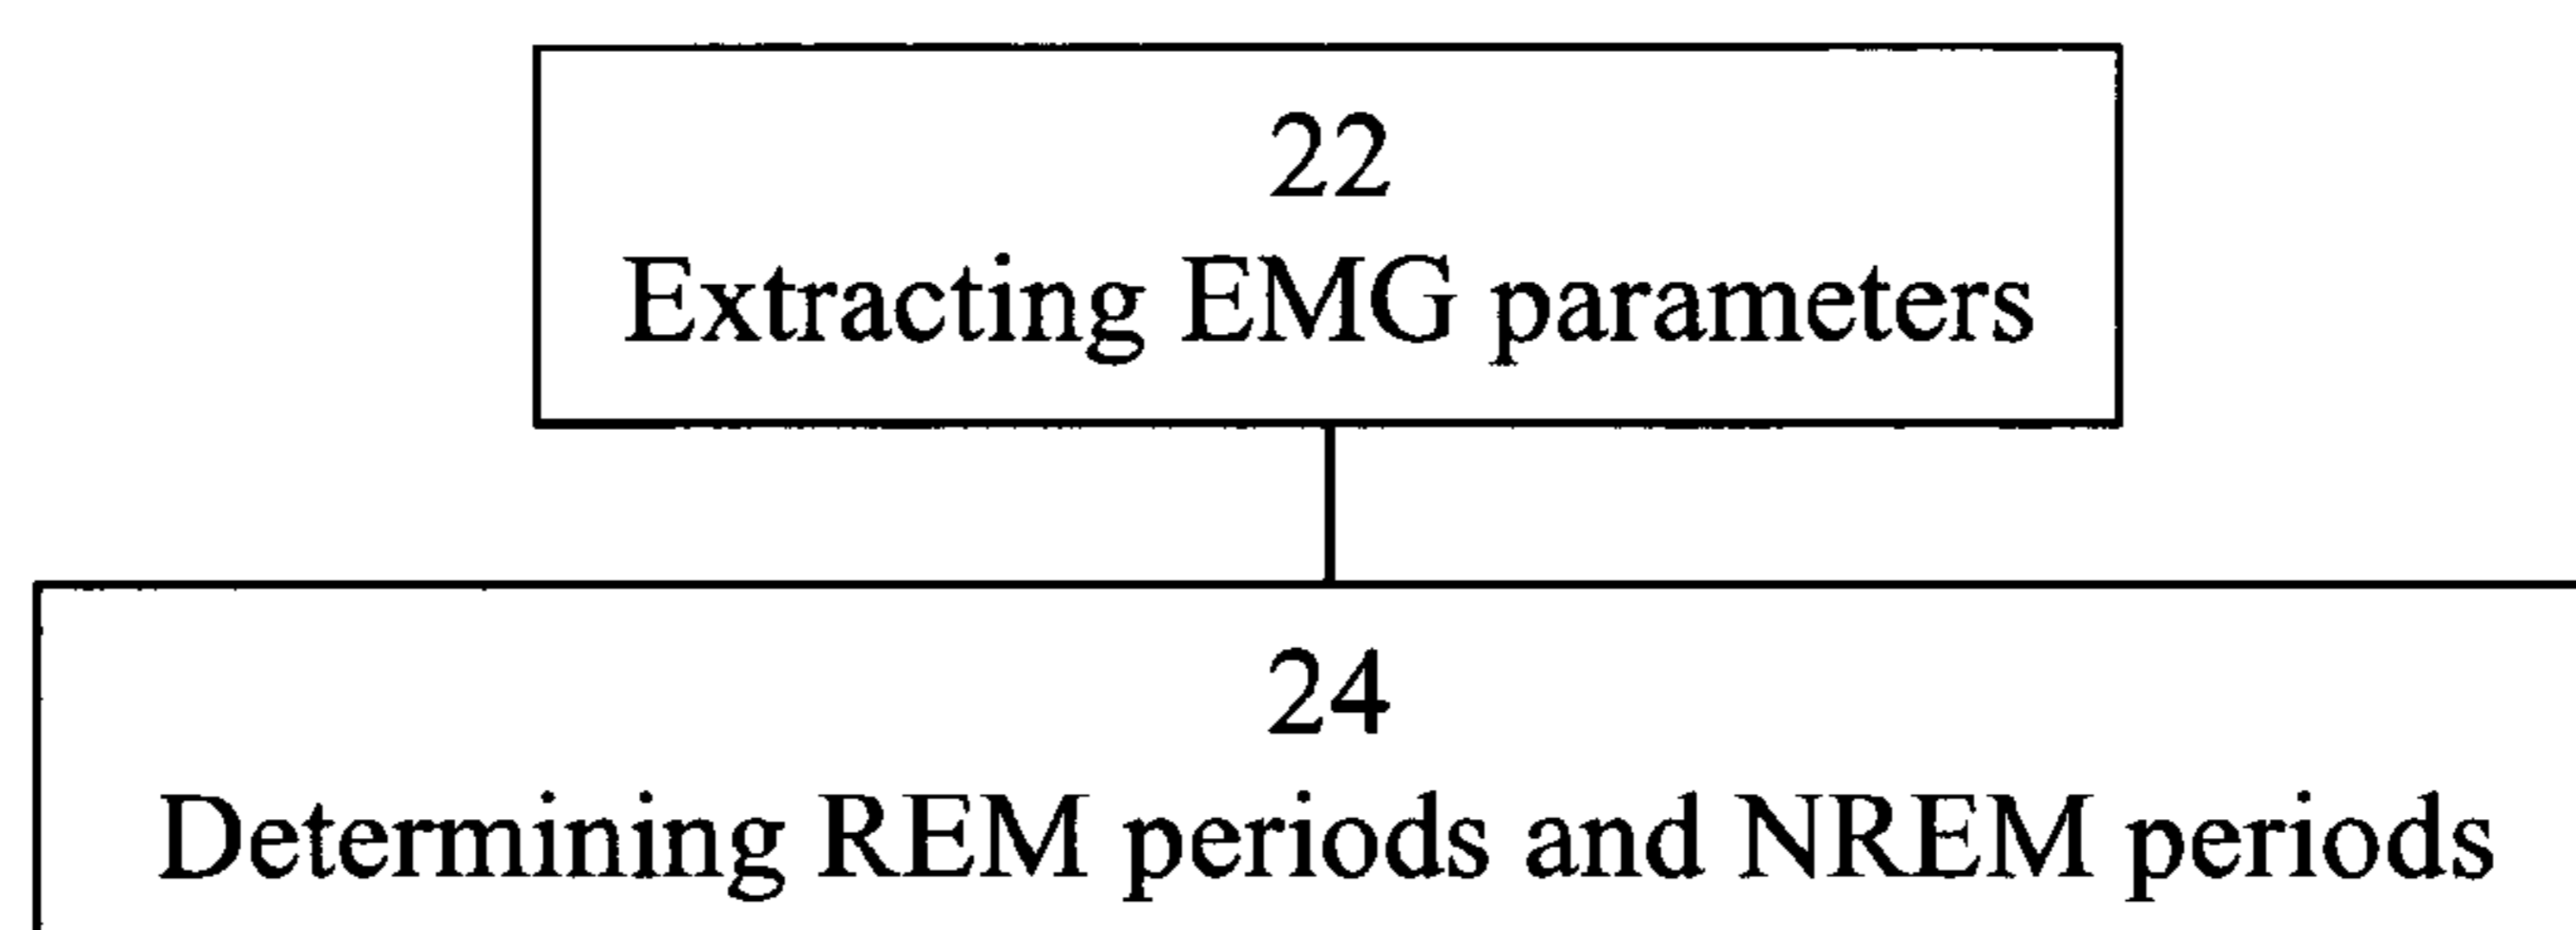 22
Extracting EMG parameters
24
Determining REM periods and NREM periods